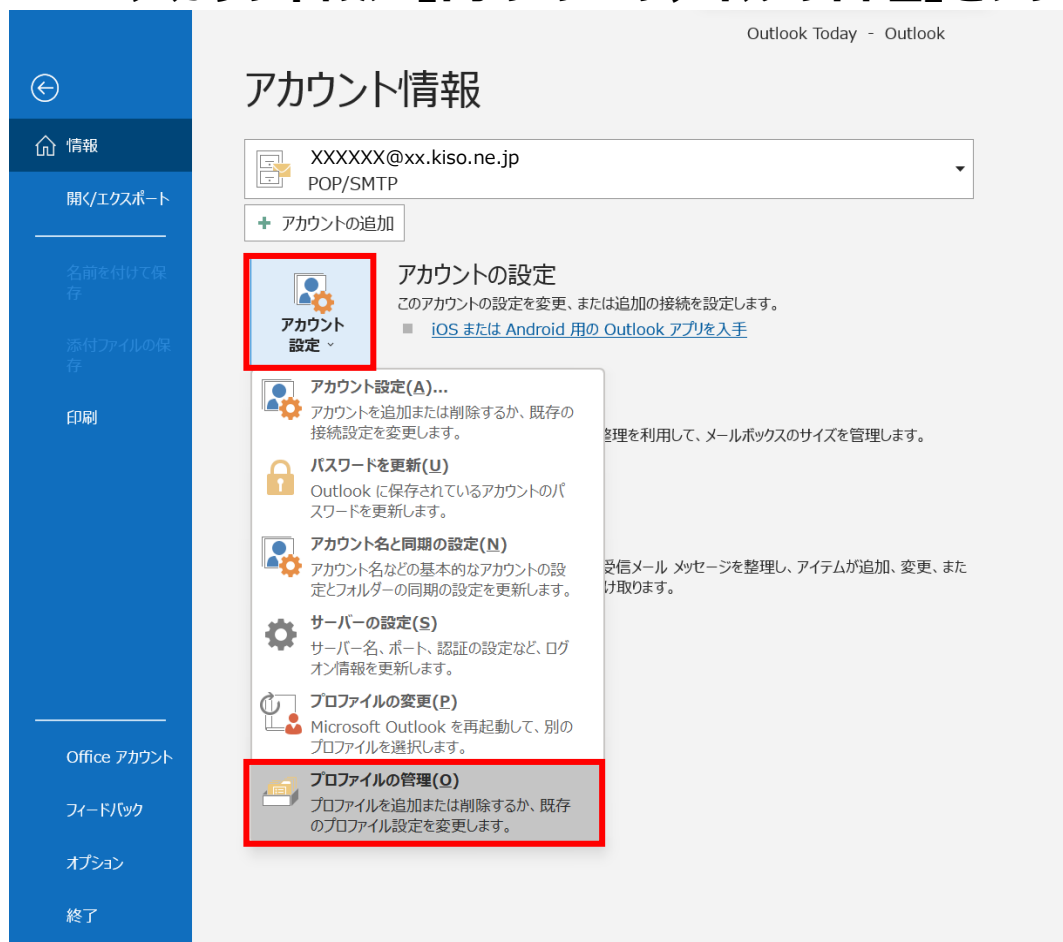 Outlook Today - Outlook
アカウント情報
情報
開く/エクスポート
名前を付けて保
存
添付ファイルの保
存
印刷
Office アカウント
フィードバック
オプション
終了
XXXXXX@xx.kiso.ne.jp
POP/SMTP
アカウントの追加
アカウント
設定
アカウントの設定
このアカウントの設定を変更、または追加の接続を設定します。
iOS または Android 用の Outlook アプリを入手
アカウント設定(A)...
アカウントを追加または削除するか、既存の
接続設定を変更します。
整理を利用して、メールボックスのサイズを管理します。
パスワードを更新(U)
Outlook に保存されているアカウントのパ
スワードを更新します。
アカウント名と同期の設定(N)
アカウント名などの基本的なアカウントの設
定とフォルダーの同期の設定を更新します。
受信メール メッセージを整理し、アイテムが追加、変更、また
け取ります。
サーバーの設定(S)
サーバー名、ポート、認証の設定など、ログ
オン情報を更新します。
プロファイルの変更(P)
Microsoft Outlook を再起動して、別の
プロファイルを選択します。
プロファイルの管理(O)
プロファイルを追加または削除するか、既存
のプロファイル設定を変更します。